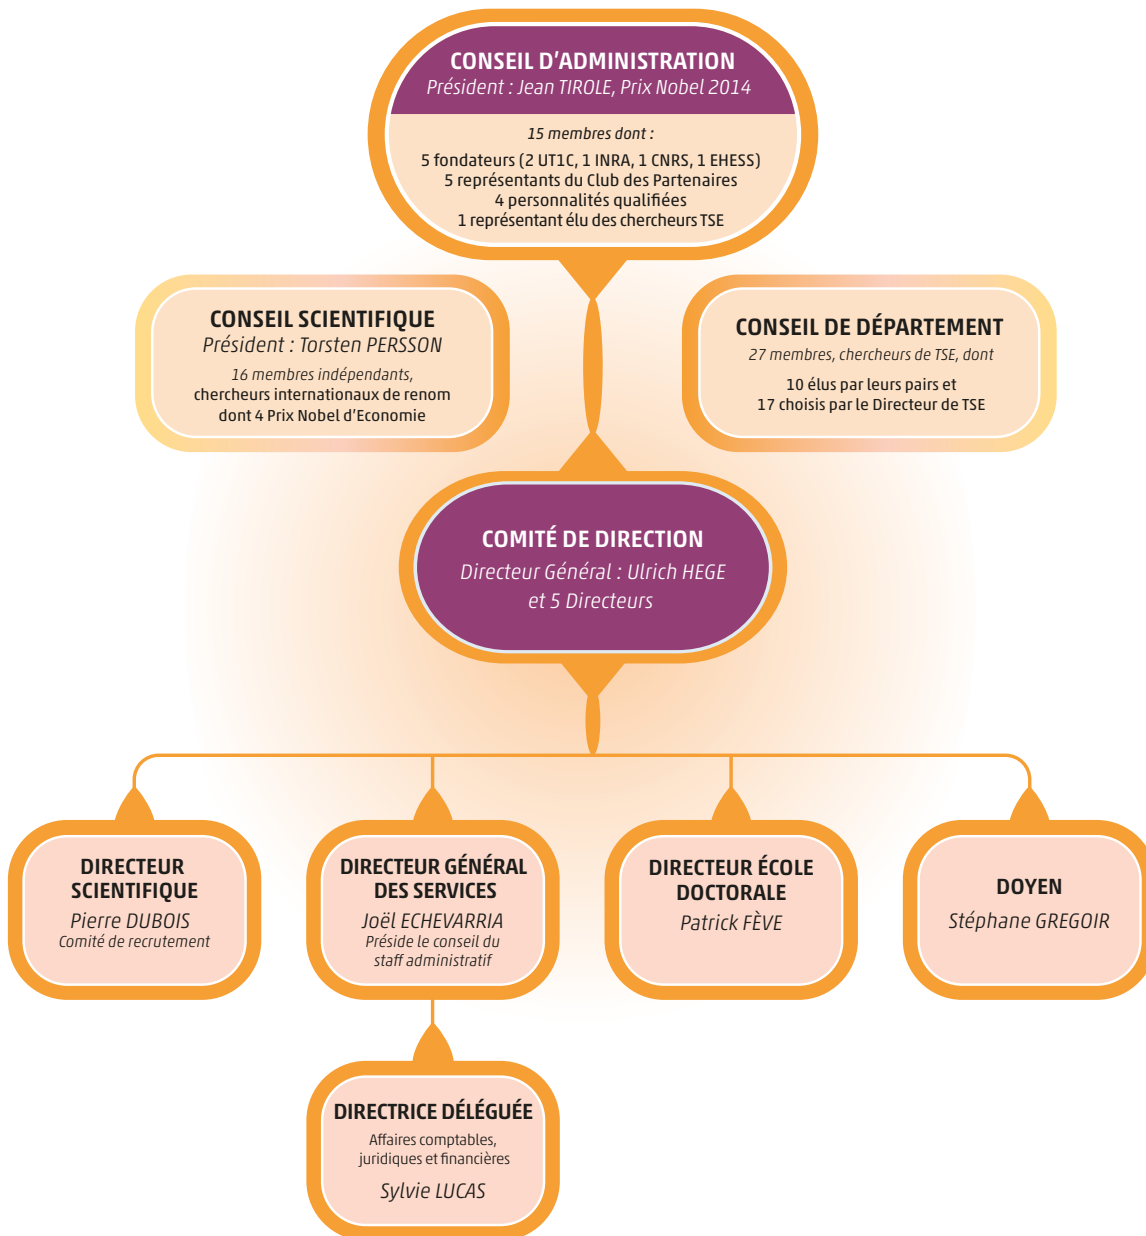 CONSEIL D'ADMINISTRATION
Président : Jean TIROLE, Prix Nobel 2014
15 membres dont :
5 fondateurs (2 UT1C, 1 INRA, 1 CNRS, 1 EHESS)
5 représentants du Club des Partenaires
4 personnalités qualifiées
1 représentant élu des chercheurs TSE
CONSEIL SCIENTIFIQUE
Président : Torsten PERSSON
16 membres indépendants,
chercheurs internationaux de renom
dont 4 Prix Nobel d'Economie
CONSEIL DE DÉPARTEMENT
27 membres, chercheurs de TSE, dont
10 élus par leurs pairs et
17 choisis par le Directeur de TSE
COMITÉ DE DIRECTION
Directeur Général : Ulrich HEGE
et 5 Directeurs
DIRECTEUR
SCIENTIFIQUE
Pierre DUBOIS
Comité de recrutement
DIRECTEUR GÉNÉRAL
DES SERVICES
Joël ECHEVARRIA
Préside le conseil du
staff administratif
DIRECTEUR ÉCOLE
DOCTORALE
Patrick FÈVE
DOYEN
Stéphane GREGOIR
DIRECTRICE DÉLÉGUÉE
Affaires comptables,
juridiques et financières
Sylvie LUCAS